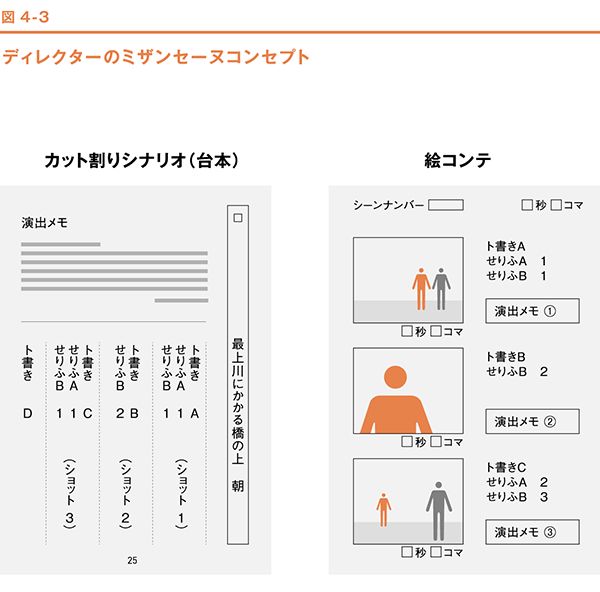 図 4-3
ディレクターのミザンセーヌコンセプト
カット割りシナリオ（台本）
演出メモ
最上川にかかる橋の上 朝
ト書き A
せりふA 1
せりふB 1
（ショット1）
ト書き B
せりふB 2
（ショット2）
ト書き C
せりふA 1
せりふB 1
（ショット3）
ト書き D
25
絵コンテ
シーンナンバー □秒 □コマ
ト書きA
せりふA 1
せりふB 1
演出メモ ①
□秒 □コマ
ト書きB
せりふB 2
演出メモ ②
□秒 □コマ
ト書きC
せりふA 2
せりふB 3
演出メモ ③
□秒 □コマ